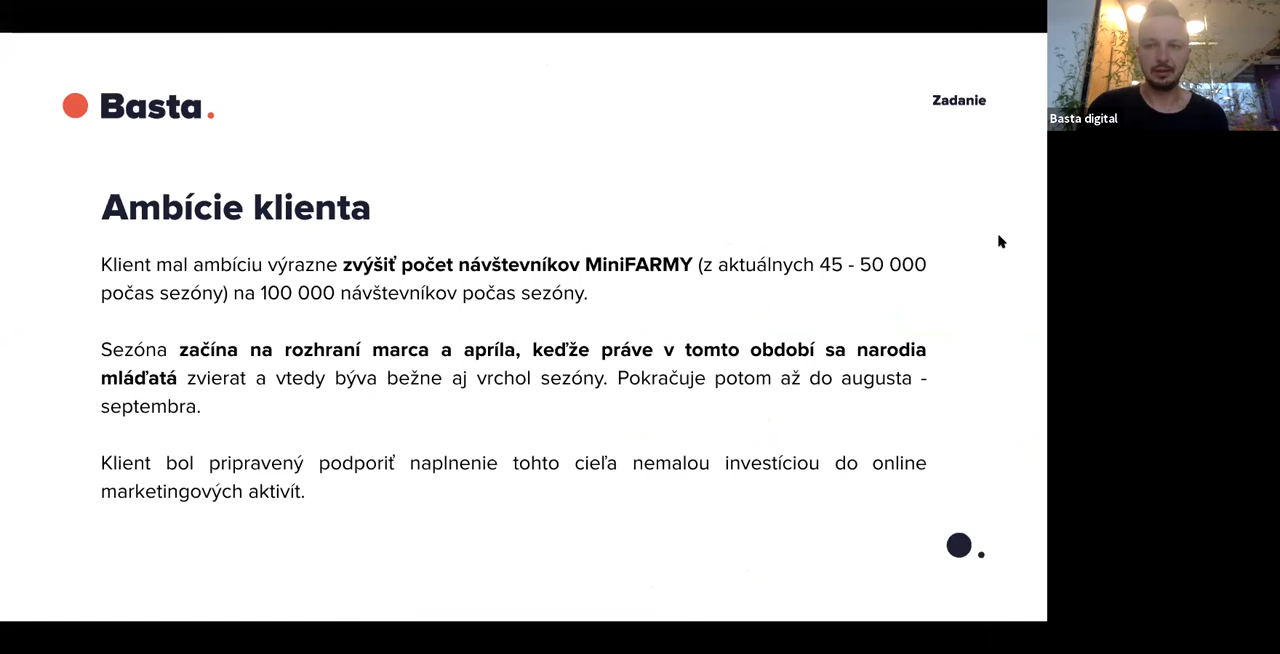 Basta.
Zadanie
Basta digital
Ambície klienta
Klient mal ambíciu výrazne zvýšiť počet návštevníkov MiniFARMY (z aktuálnych 45 - 50 000
počas sezóny) na 100 000 návštevníkov počas sezóny.
Sezóna začína na rozhraní marca a apríla, keďže práve v tomto období sa narodia
mláďatá zvierat a vtedy býva bežne aj vrchol sezóny. Pokračuje potom až do augusta -
septembra.
Klient bol pripravený podporiť naplnenie tohto cieľa nemalou investíciou do online
marketingových aktivít.